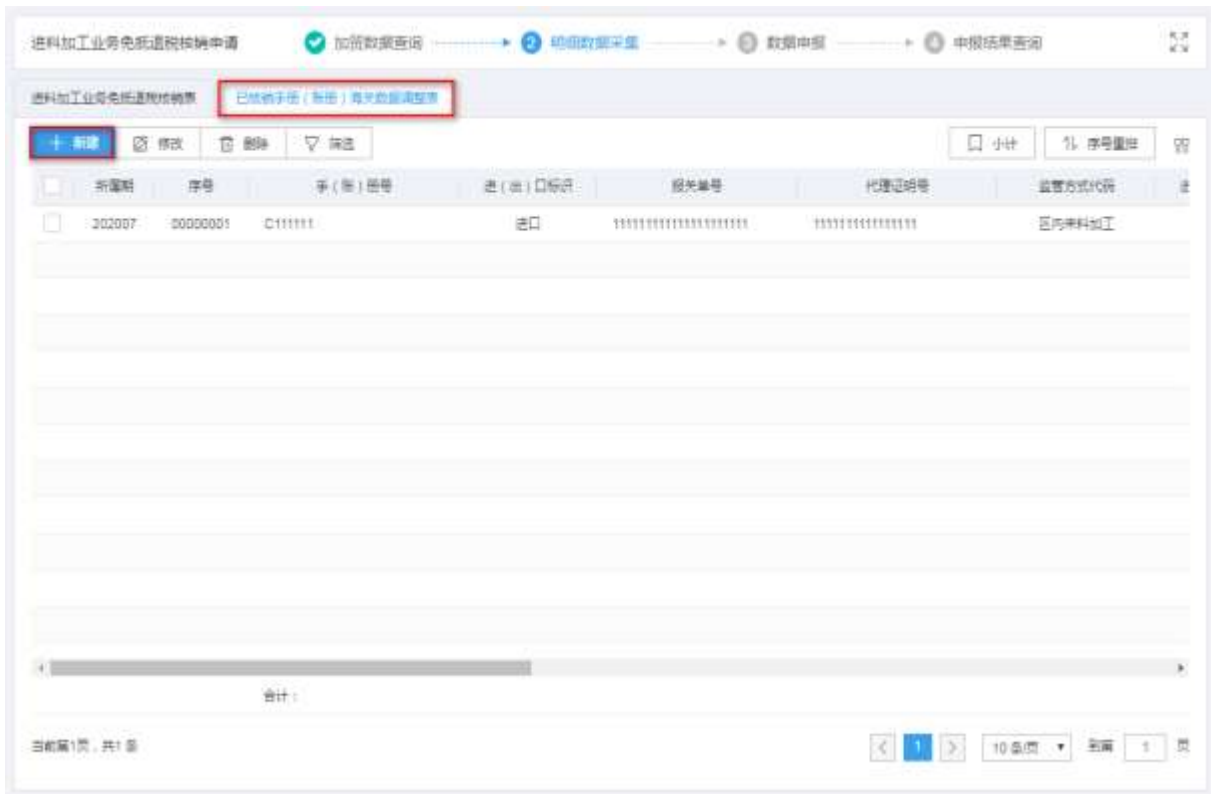 进料加工业务免抵退税核销申请 加贸数据查询 2 明细数据采集 3 数据申报 4 申报结果查询
进料加工业务免抵退税核销表 已核销手册（账册）海关数据调整表
新建 修改 删除 筛选 小计 序号重排
所属期 序号 手（账）册号 进（出）口标识 报关单号 代理证明号 监管方式代码 进
202007 00000001 C111111 进口 区内来料加工
合计：
当前第1页，共1条 1 10条/页 到第 1 页